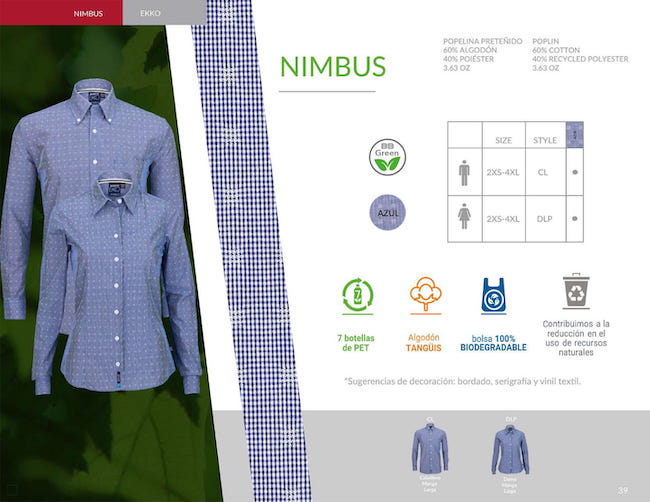 NIMBUS
EKKO
NIMBUS
POPELINA PRETEÑIDO
60% ALGODÓN
40% POIÉSTER
3.63 OZ
POPLIN
60% COTTON
40% RECYCLED POLYESTER
3.63 OZ
BB
Green
AZUL
SIZE STYLE AZUL
2XS-4XL CL
2XS-4XL DLP
7 botellas
de PET
Algodón
TANGÜIS
bolsa 100%
BIODEGRADABLE
Contribuimos a la
reducción en el
uso de recursos
naturales
*Sugerencias de decoración: bordado, serigrafía y vinil textil.
CL
Caballero
Manga
Larga
DLP
Dama
Manga
Larga
39